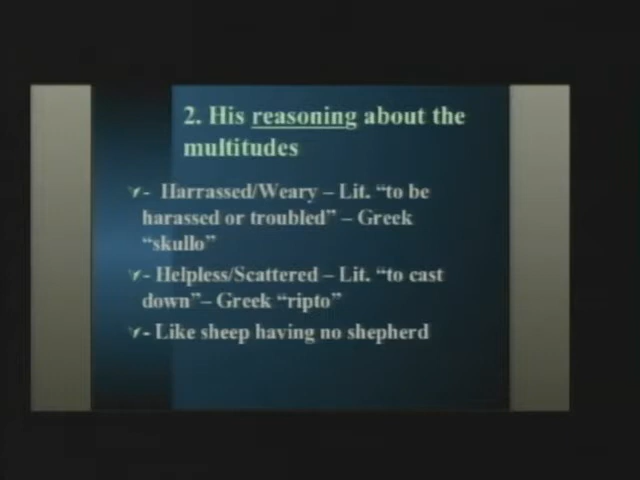 2. His reasoning about the
multitudes
- Harrassed/Weary – Lit. “to be
harassed or troubled” – Greek
“skullo”
- Helpless/Scattered – Lit. “to cast
down”– Greek “ripto”
- Like sheep having no shepherd